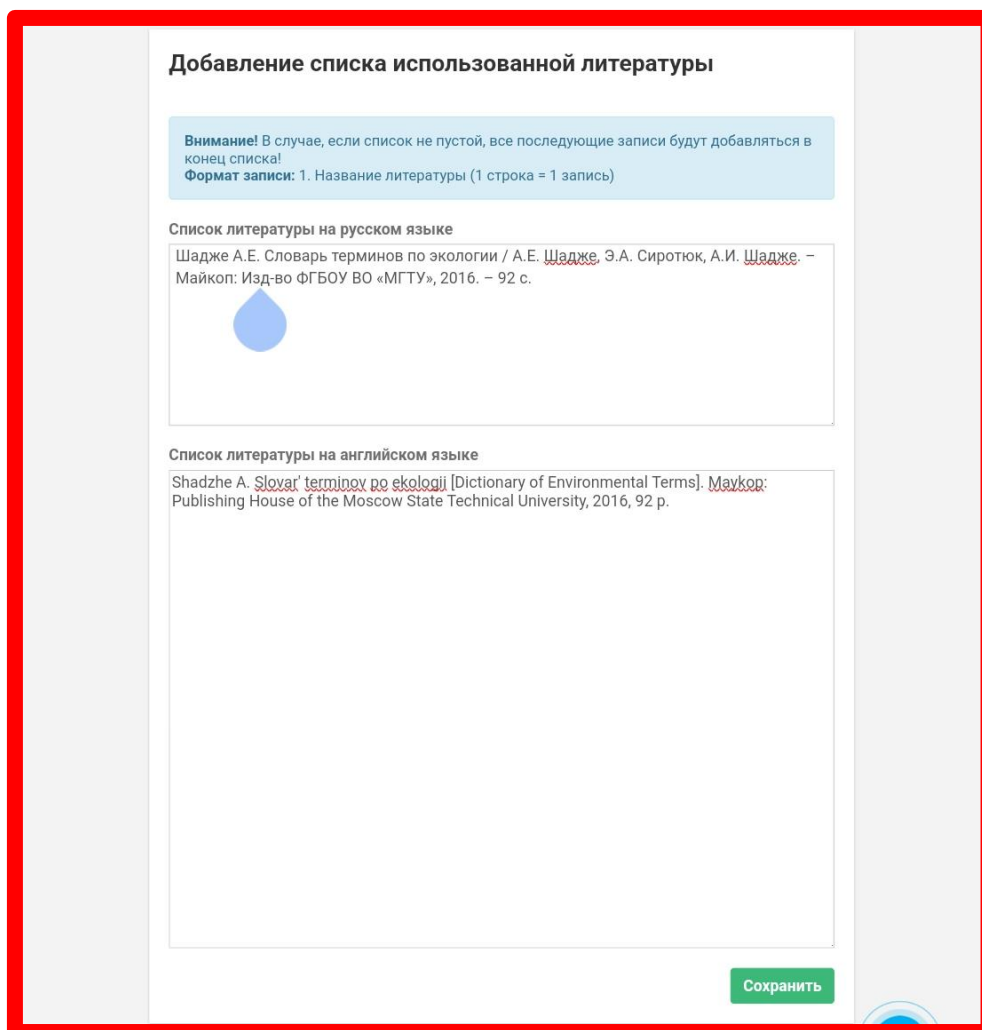 Добавление списка использованной литературы
Внимание! В случае, если список не пустой, все последующие записи будут добавляться в
конец списка!
Формат записи: 1. Название литературы (1 строка = 1 запись)
Список литературы на русском языке
Шадже А.Е. Словарь терминов по экологии / А.Е. Шадже, Э.А. Сиротюк, А.И. Шадже. –
Майкоп: Изд-во ФГБОУ ВО «МГТУ», 2016. – 92 с.
Список литературы на английском языке
Shadzhe A. Slovar' terminov po ekologii [Dictionary of Environmental Terms]. Maykop:
Publishing House of the Moscow State Technical University, 2016, 92 p.
Сохранить